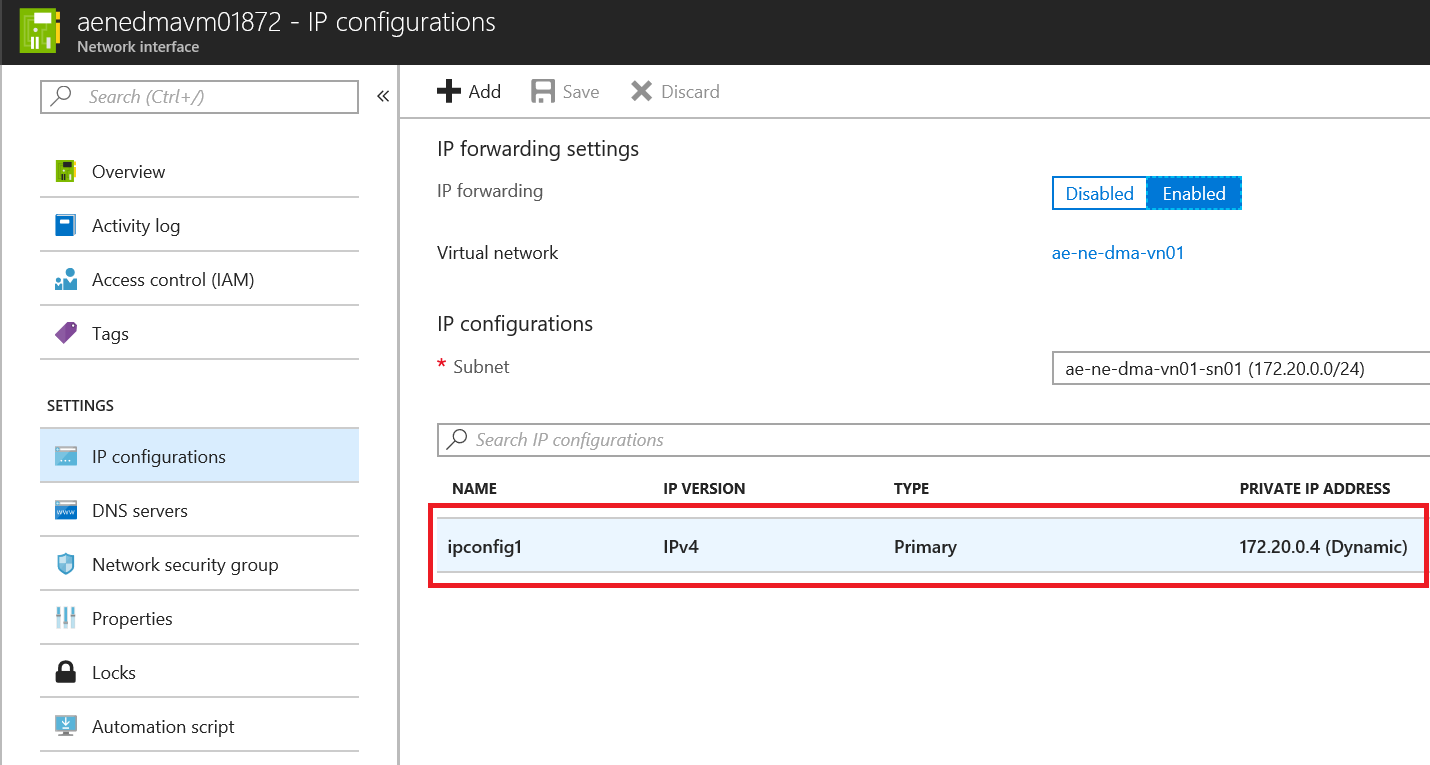 aenedmavm01872 - IP configurations
Network interface
Search (Ctrl+/)
«
Overview
Activity log
Access control (IAM)
Tags
SETTINGS
IP configurations
DNS servers
Network security group
Properties
Locks
Automation script
Add Save Discard
IP forwarding settings
IP forwarding Disabled Enabled
Virtual network ae-ne-dma-vn01
IP configurations
* Subnet ae-ne-dma-vn01-sn01 (172.20.0.0/24)
Search IP configurations
NAME IP VERSION TYPE PRIVATE IP ADDRESS
ipconfig1 IPv4 Primary 172.20.0.4 (Dynamic)